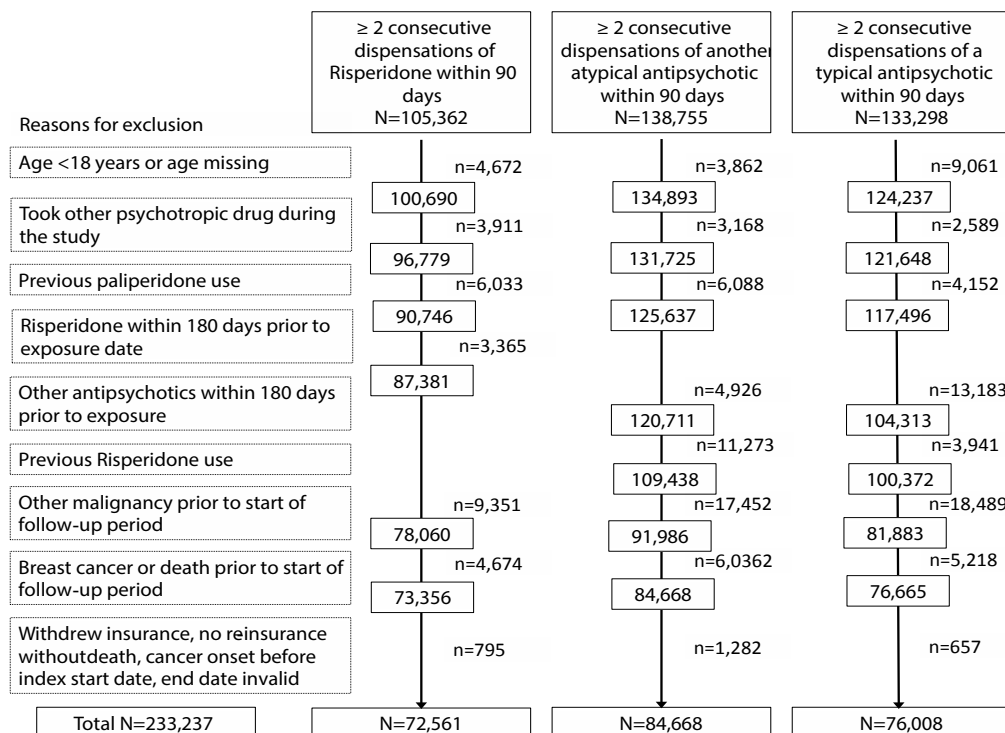 ≥ 2 consecutive
dispensations of
Risperidone within 90
days
N=105,362
≥ 2 consecutive
dispensations of another
atypical antipsychotic
within 90 days
N=138,755
≥ 2 consecutive
dispensations of a
typical antipsychotic
within 90 days
N=133,298
Reasons for exclusion
Age <18 years or age missing
n=4,672
n=3,862
n=9,061
100,690
134,893
124,237
Took other psychotropic drug during
the study
n=3,911
n=3,168
n=2,589
96,779
131,725
121,648
Previous paliperidone use
n=6,033
n=6,088
n=4,152
90,746
125,637
117,496
Risperidone within 180 days prior to
exposure date
n=3,365
87,381
Other antipsychotics within 180 days
prior to exposure
n=4,926
n=13,183
120,711
104,313
Previous Risperidone use
n=11,273
n=3,941
109,438
100,372
Other malignancy prior to start of
follow-up period
n=9,351
n=17,452
n=18,489
78,060
91,986
81,883
Breast cancer or death prior to start of
follow-up period
n=4,674
n=6,0362
n=5,218
73,356
84,668
76,665
Withdrew insurance, no reinsurance
withoutdeath, cancer onset before
index start date, end date invalid
n=795
n=1,282
n=657
Total N=233,237
N=72,561
N=84,668
N=76,008